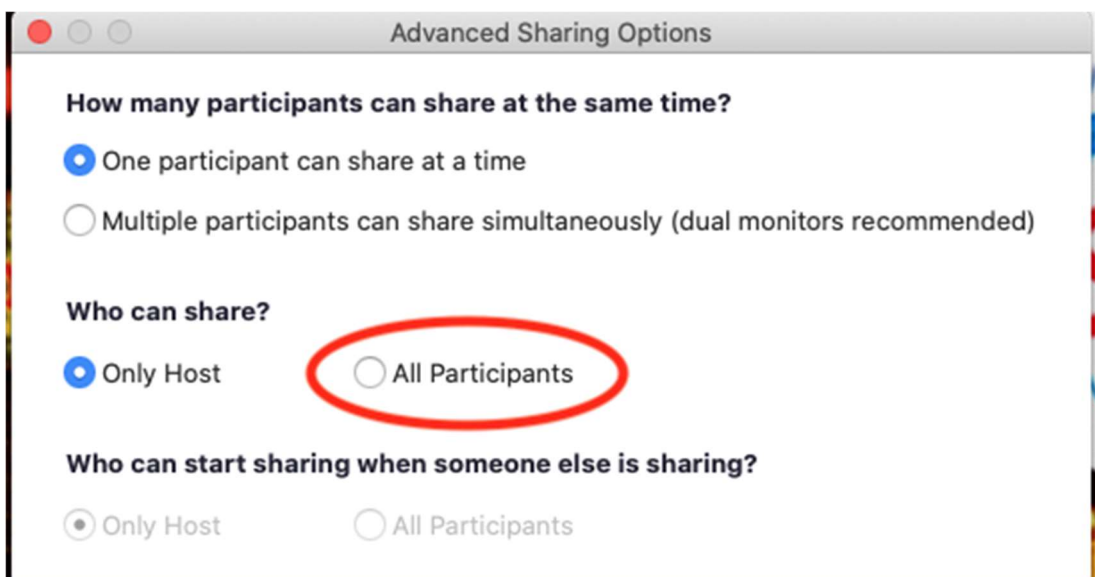 Advanced Sharing Options
How many participants can share at the same time?
One participant can share at a time
Multiple participants can share simultaneously (dual monitors recommended)
Who can share?
Only Host All Participants
Who can start sharing when someone else is sharing?
Only Host All Participants